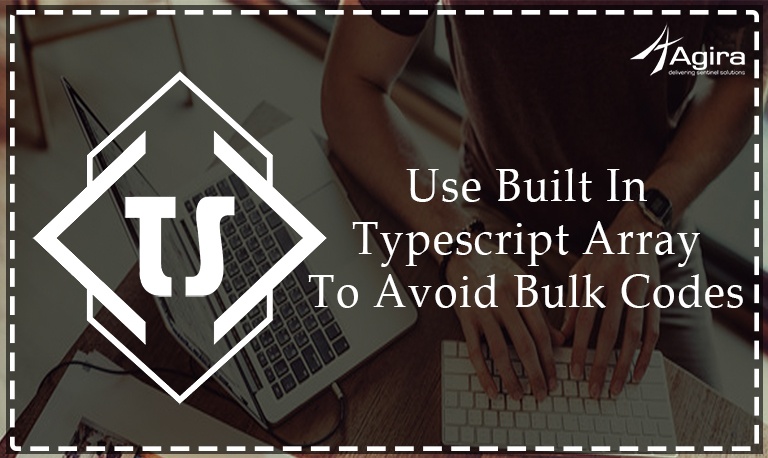 Agira
delivering sentinel solutions
TS
Use Built In
Typescript Array
To Avoid Bulk Codes